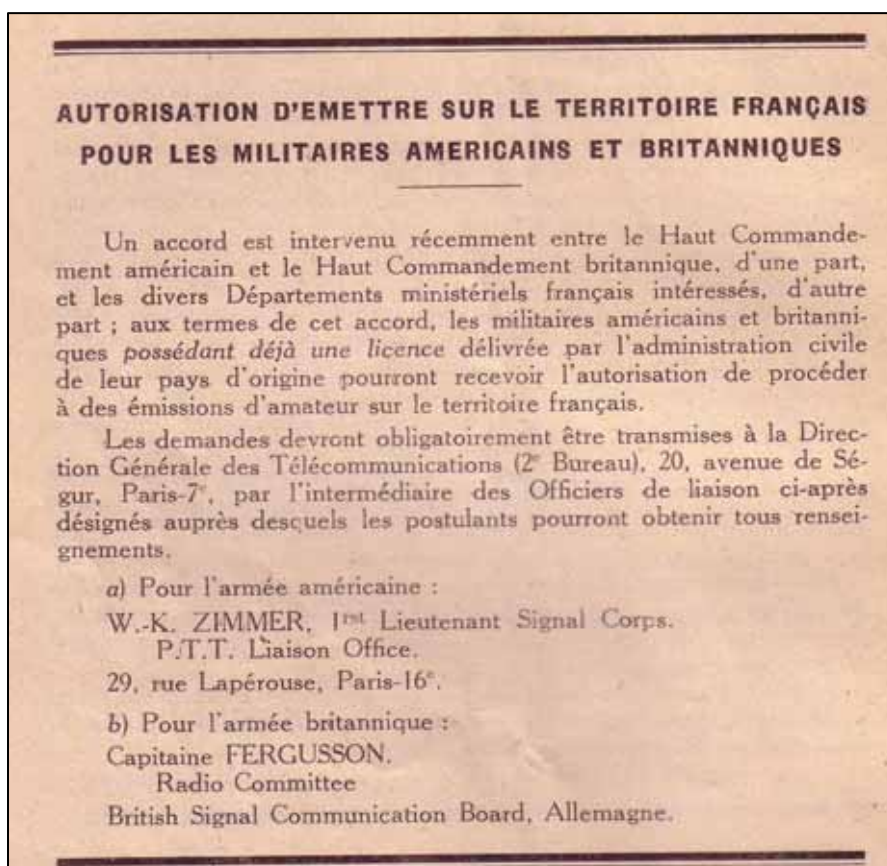 AUTORISATION D'EMETTRE SUR LE TERRITOIRE FRANÇAIS
POUR LES MILITAIRES AMERICAINS ET BRITANNIQUES
Un accord est intervenu récemment entre le Haut Commande-
ment américain et le Haut Commandement britannique, d'une part,
et les divers Départements ministériels français intéressés, d'autre
part ; aux termes de cet accord, les militaires américains et britanni-
ques possédant déjà une licence délivrée par l'administration civile
de leur pays d'origine pourront recevoir l'autorisation de procéder
à des émissions d'amateur sur le territoire français.
Les demandes devront obligatoirement être transmises à la Direc-
tion Générale des Télécommunications (2e Bureau), 20, avenue de Sé-
gur, Paris-7e, par l'intermédiaire des Officiers de liaison ci-après
désignés auprès desquels les postulants pourront obtenir tous rensei-
gnements.
a) Pour l'armée américaine :
W.-K. ZIMMER, 1rst Lieutenant Signal Corps.
P.T.T. Liaison Office.
29, rue Lapérouse, Paris-16e.
b) Pour l'armée britannique :
Capitaine FERGUSSON.
Radio Committee
British Signal Communication Board, Allemagne.